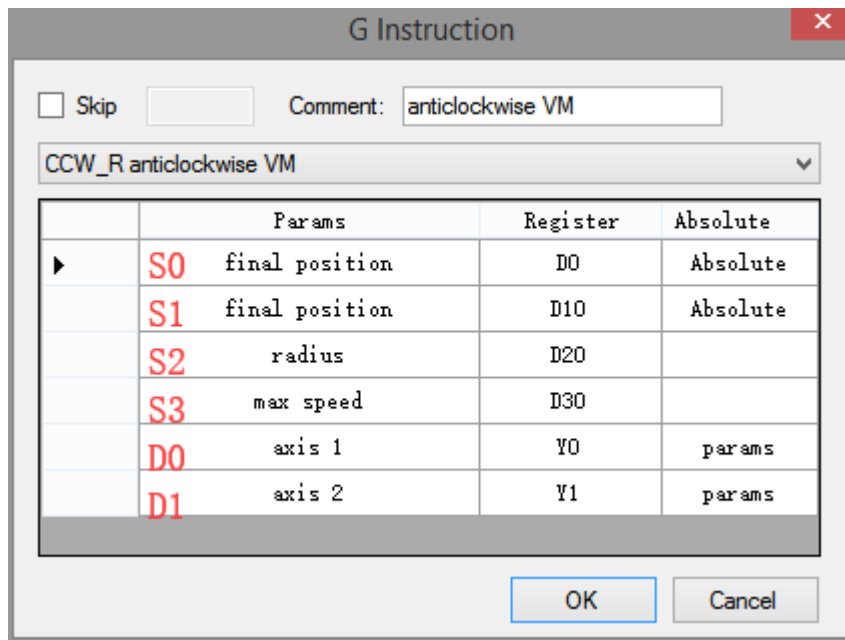 G Instruction
Skip Comment: anticlockwise VM
CCW_R anticlockwise VM
Params Register Absolute
S0 final position D0 Absolute
S1 final position D10 Absolute
S2 radius D20
S3 max speed D30
D0 axis 1 Y0 params
D1 axis 2 Y1 params
OK Cancel